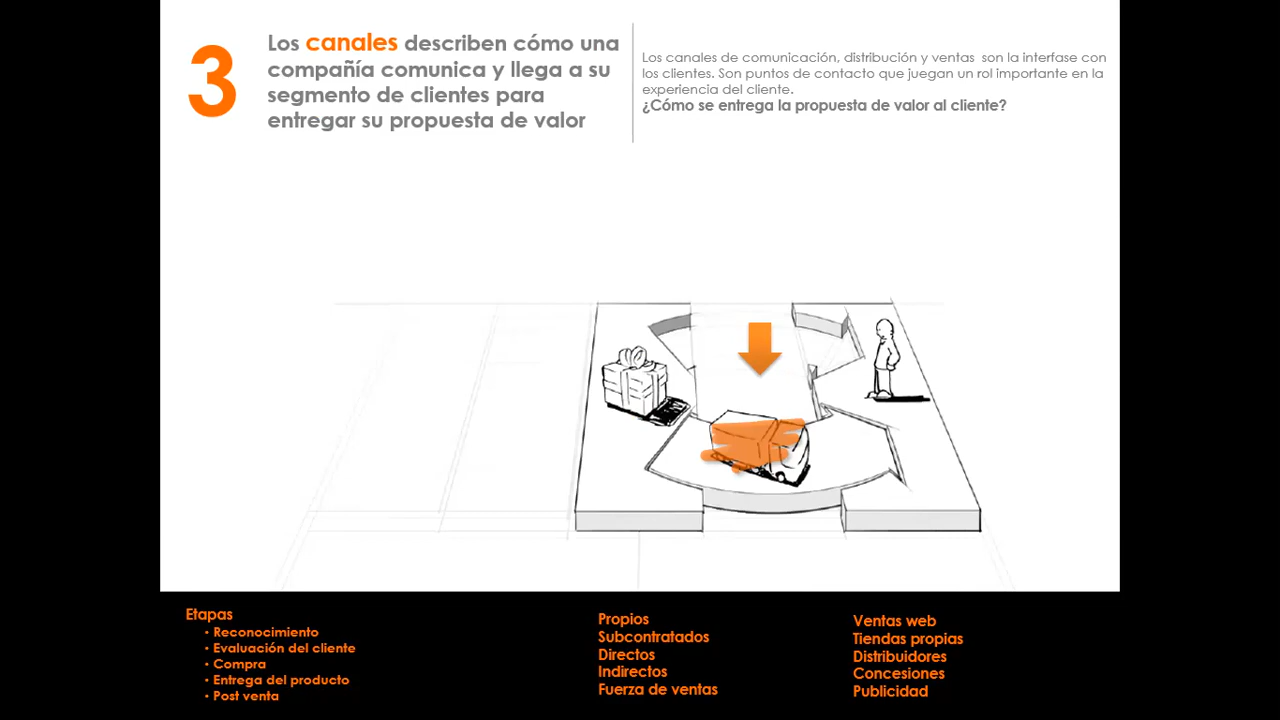 3
Los canales describen cómo una
compañía comunica y llega a su
segmento de clientes para
entregar su propuesta de valor
Los canales de comunicación, distribución y ventas son la interfase con
los clientes. Son puntos de contacto que juegan un rol importante en la
experiencia del cliente.
¿Cómo se entrega la propuesta de valor al cliente?
Etapas
• Reconocimiento
• Evaluación del cliente
• Compra
• Entrega del producto
• Post venta
Propios
Subcontratados
Directos
Indirectos
Fuerza de ventas
Ventas web
Tiendas propias
Distribuidores
Concesiones
Publicidad